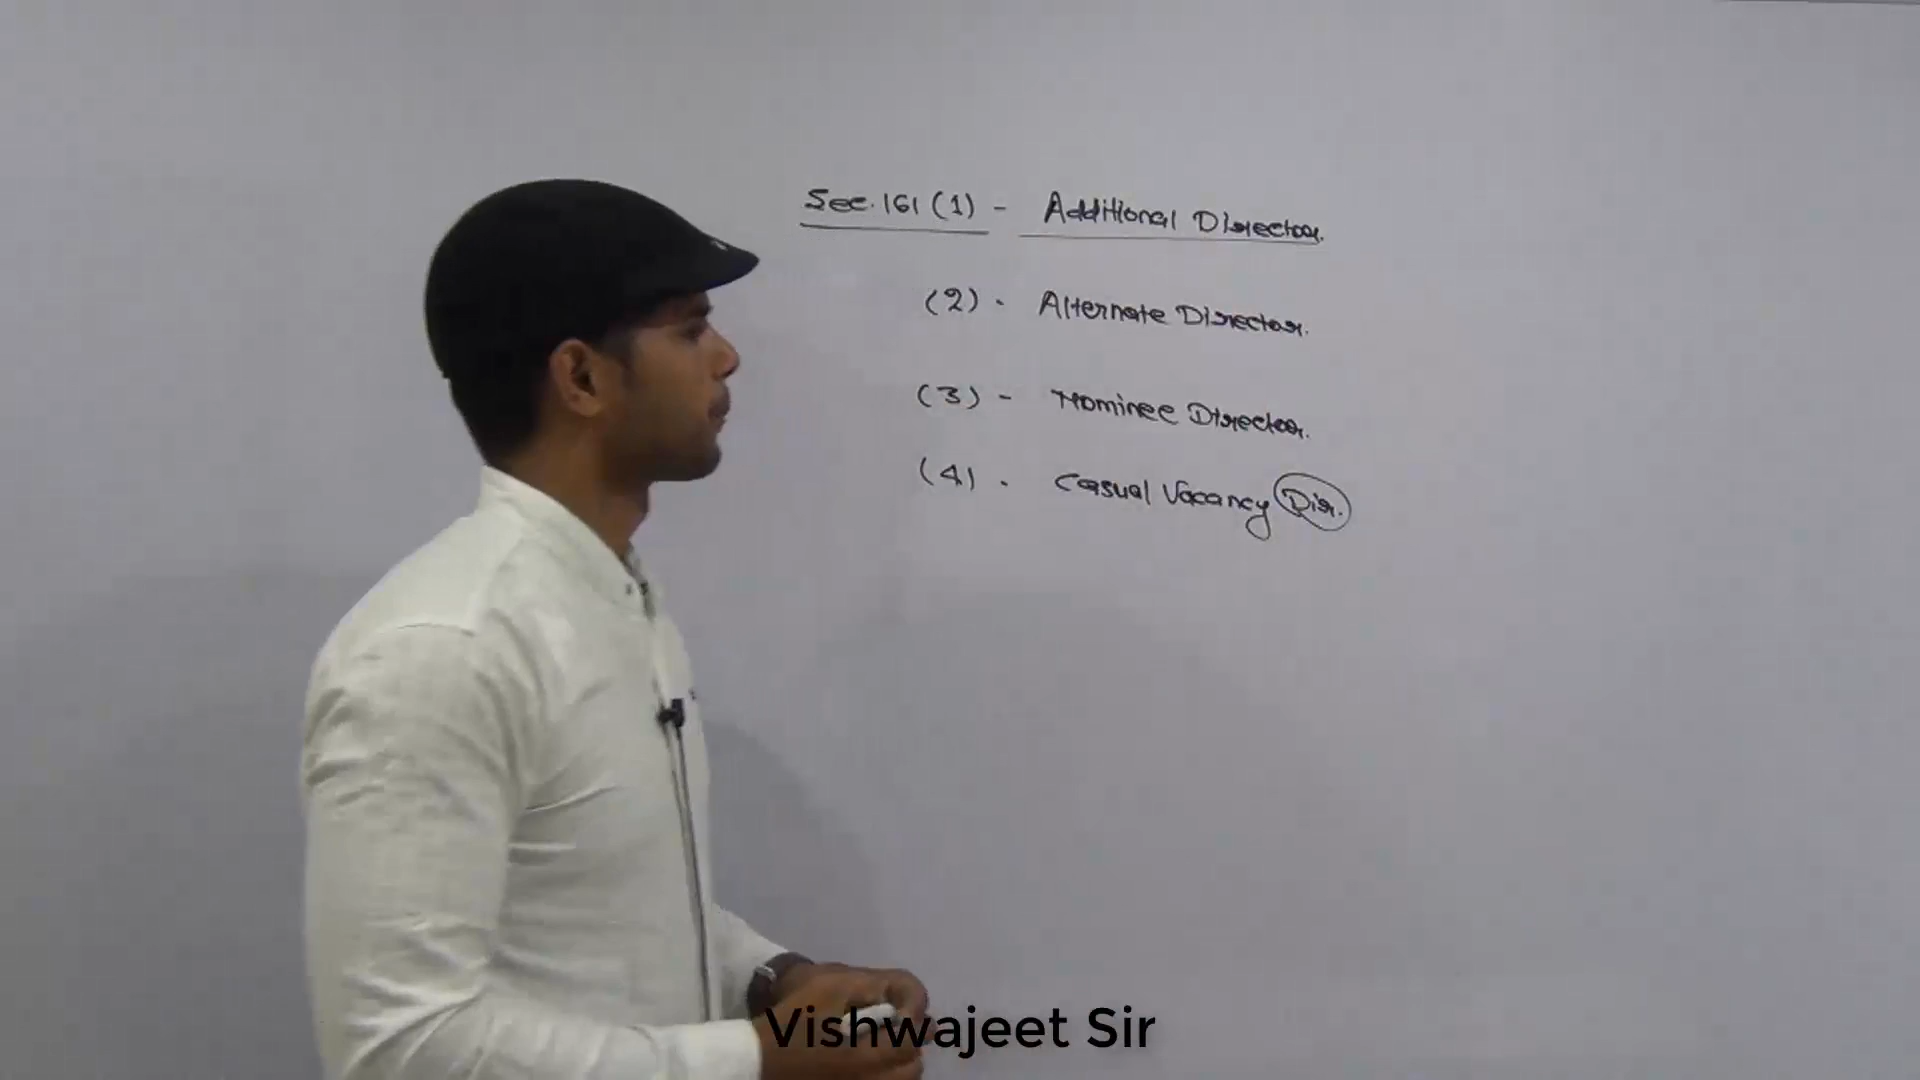 Sec. 161 (1) - Additional Director.
(2) - Alternate Director.
(3) - Nominee Director.
(4) - Casual Vacancy Dir.
Vishwajeet Sir